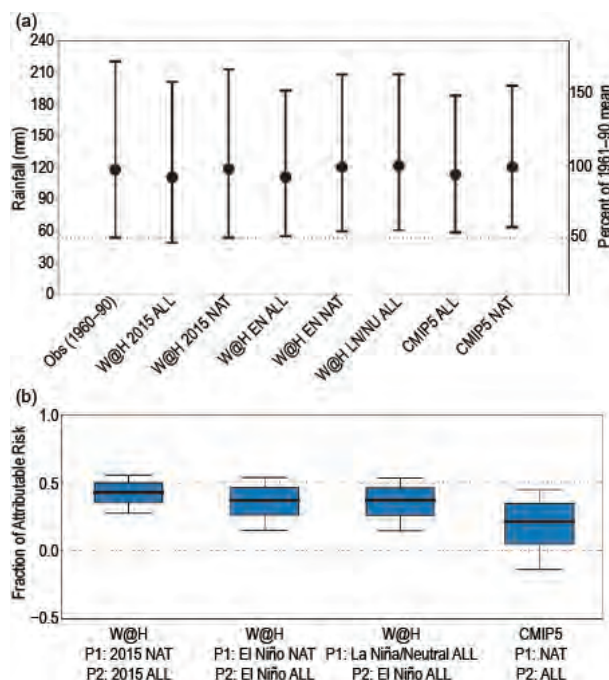 (a)
240
210
180
150
120
90
60
30
0
Rainfall (mm)
150
100
50
Percent of 1961–90 mean
Obs (1960–90)
W@H 2015 ALL
W@H 2015 NAT
W@H EN ALL
W@H EN NAT
W@H LN/NU ALL
CMIP5 ALL
CMIP5 NAT
(b)
1.0
0.5
0.0
−0.5
Fraction of Attributable Risk
W@H W@H W@H CMIP5
P1: 2015 NAT P1: El Niño NAT P1: La Niña/Neutral ALL P1: NAT
P2: 2015 ALL P2: El Niño ALL P2: El Niño ALL P2: ALL